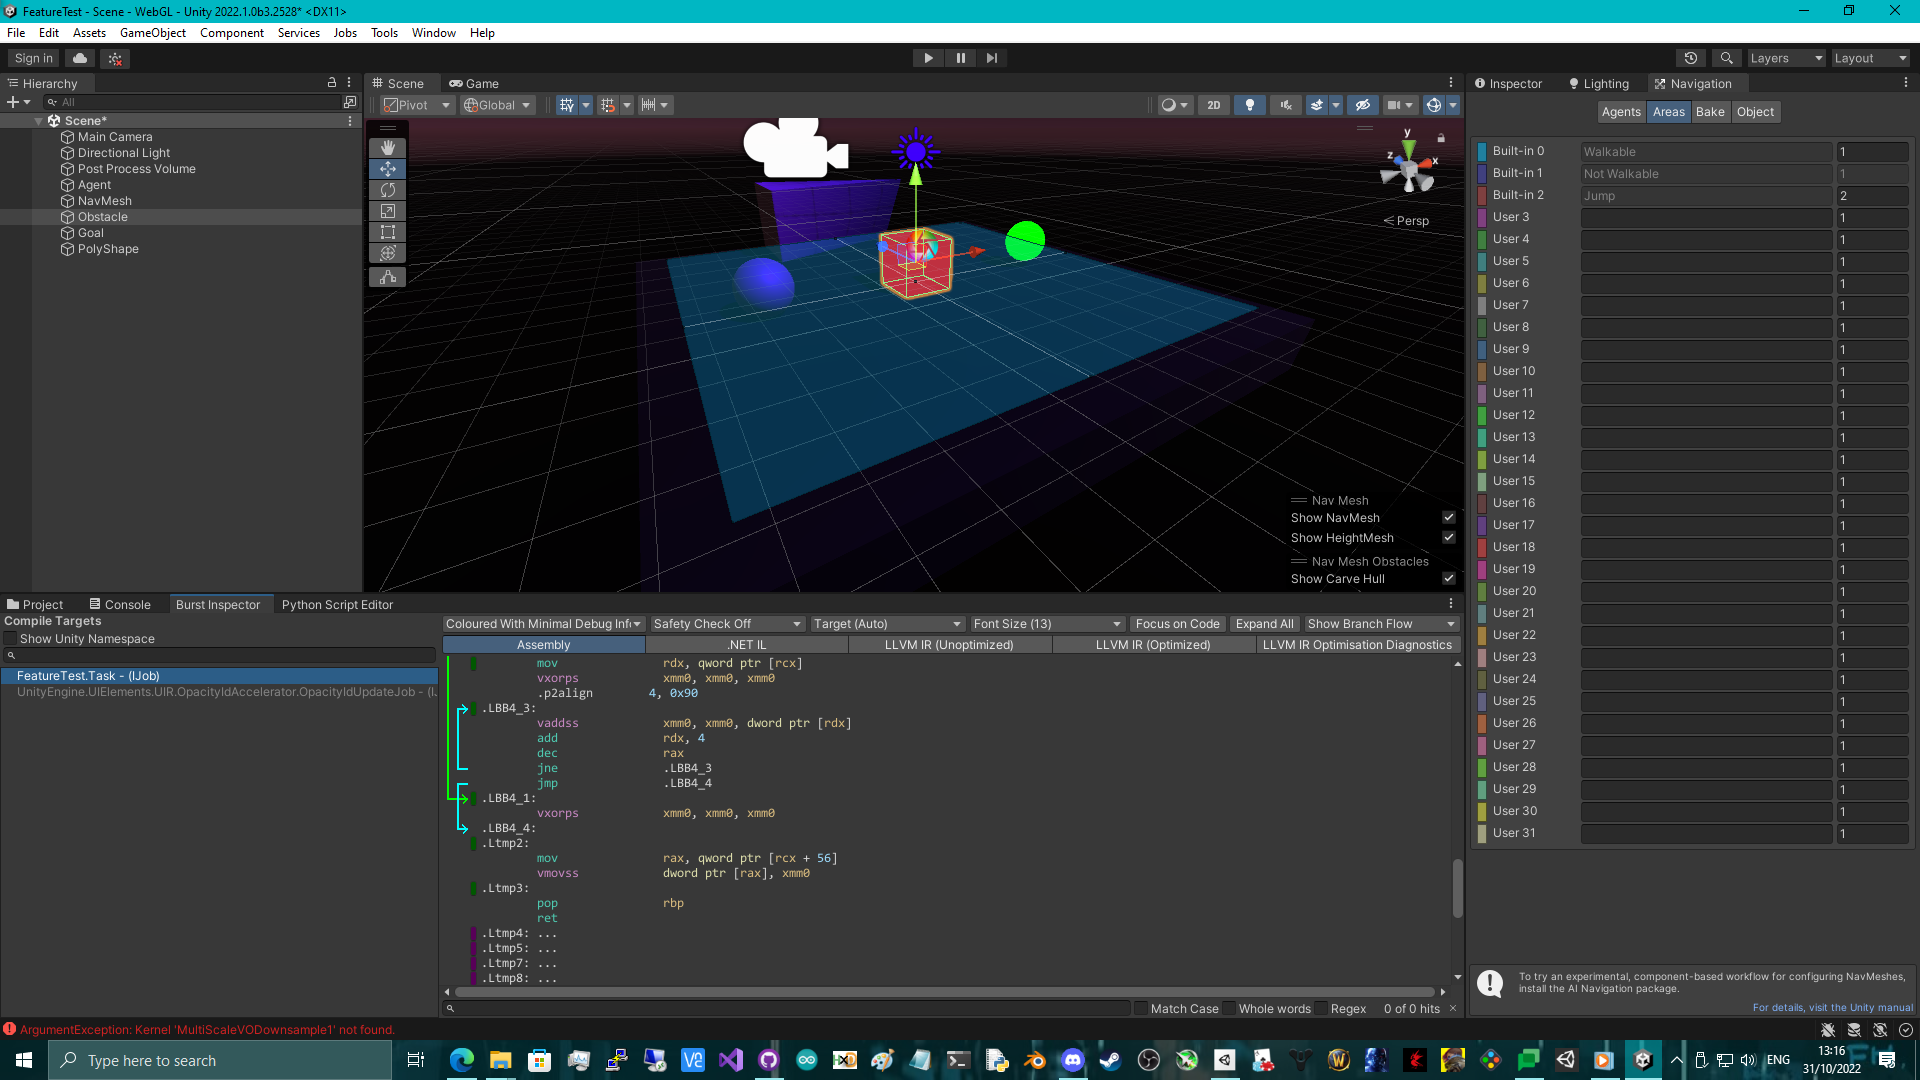 FeatureTest - Scene - WebGL - Unity 2022.1.0b3.2528* <DX11>
File Edit Assets GameObject Component Services Jobs Tools Window Help
Sign in
Layers
Layout
Hierarchy
All
Scene*
Main Camera
Directional Light
Post Process Volume
Agent
NavMesh
Obstacle
Goal
PolyShape
Scene
Game
Pivot
Global
2D
y
z
x
Persp
Nav Mesh
Show NavMesh
Show HeightMesh
Nav Mesh Obstacles
Show Carve Hull
Inspector
Lighting
Navigation
Agents Areas Bake Object
Built-in 0 Walkable 1
Built-in 1 Not Walkable 1
Built-in 2 Jump 2
User 3 1
User 4 1
User 5 1
User 6 1
User 7 1
User 8 1
User 9 1
User 10 1
User 11 1
User 12 1
User 13 1
User 14 1
User 15 1
User 16 1
User 17 1
User 18 1
User 19 1
User 20 1
User 21 1
User 22 1
User 23 1
User 24 1
User 25 1
User 26 1
User 27 1
User 28 1
User 29 1
User 30 1
User 31 1
To try an experimental, component-based workflow for configuring NavMeshes,
install the AI Navigation package.
For details, visit the Unity manual
Project
Console
Burst Inspector
Python Script Editor
Compile Targets
Show Unity Namespace
FeatureTest.Task - (IJob)
UnityEngine.UIElements.UIR.OpacityIdAccelerator.OpacityIdUpdateJob - (I.
Coloured With Minimal Debug Inf
Safety Check Off
Target (Auto)
Font Size (13)
Focus on Code
Expand All
Show Branch Flow
Assembly
.NET IL
LLVM IR (Unoptimized)
LLVM IR (Optimized)
LLVM IR Optimisation Diagnostics
mov rdx, qword ptr [rcx]
vxorps xmm0, xmm0, xmm0
.p2align 4, 0x90
.LBB4_3:
vaddss xmm0, xmm0, dword ptr [rdx]
add rdx, 4
dec rax
jne .LBB4_3
jmp .LBB4_4
.LBB4_1:
vxorps xmm0, xmm0, xmm0
.LBB4_4:
.Ltmp2:
mov rax, qword ptr [rcx + 56]
vmovss dword ptr [rax], xmm0
.Ltmp3:
pop rbp
ret
.Ltmp4: ...
.Ltmp5: ...
.Ltmp7: ...
.Ltmp8: ...
Match Case
Whole words
Regex
0 of 0 hits
ArgumentException: Kernel 'MultiScaleVODownsample1' not found.
Type here to search
ENG
13:16
31/10/2022